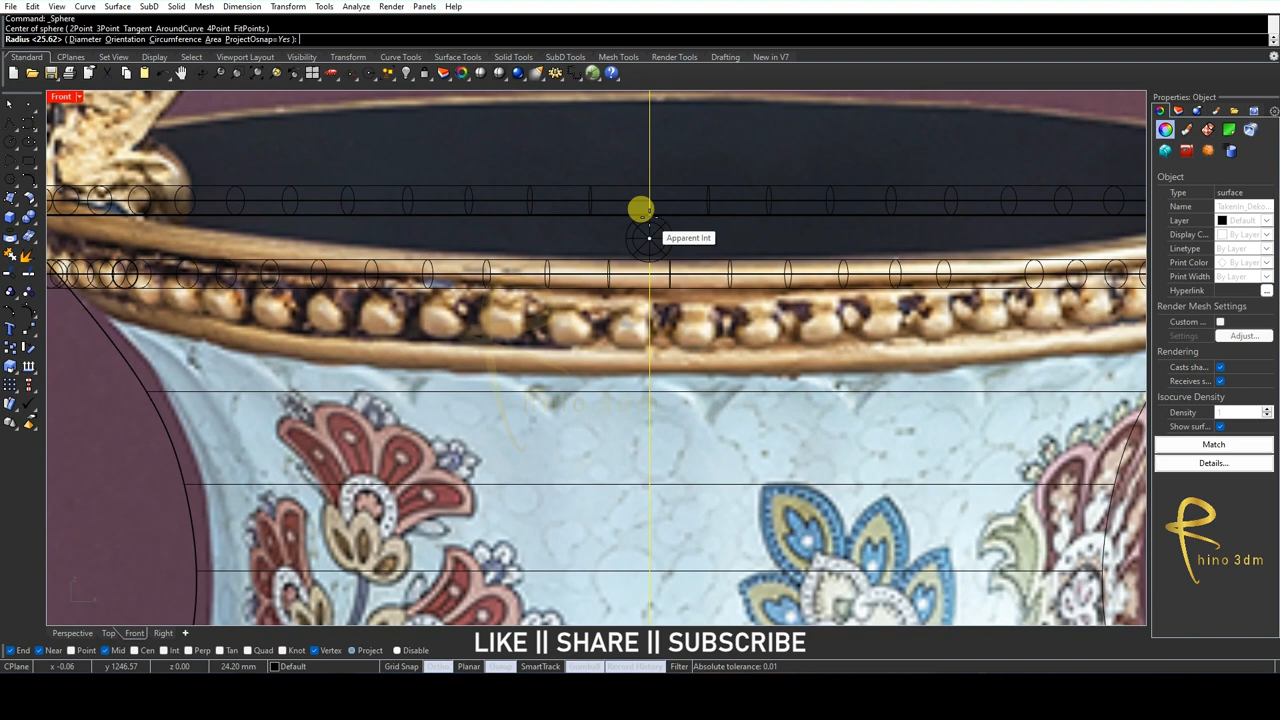 File Edit View Curve Surface SubD Solid Mesh Dimension Transform Tools Analyze Render Panels Help
Command: _Sphere
Center of sphere ( 2Point 3Point Tangent AroundCurve 4Point FitPoints )
Radius <25.62> ( Diameter Orientation Circumference Area ProjectOsnap=Yes ):
Standard CPlanes Set View Display Select Viewport Layout Visibility Transform Curve Tools Surface Tools Solid Tools SubD Tools Mesh Tools Render Tools Drafting New in V7
Front
Apparent Int
Properties: Object
Object
Type surface
Name TakenIn_Deko...
Layer Default
Display C... By Layer
Linetype By Layer
Print Color By Layer
Print Width By Layer
Hyperlink ...
Render Mesh Settings
Custom ...
Settings Adjust...
Rendering
Casts sha...
Receives s...
Isocurve Density
Density 1
Show surf...
Match
Details...
Rhino 3dm
rhino 3dm
Perspective Top Front Right
LIKE || SHARE || SUBSCRIBE
End Near Point Mid Cen Int Perp Tan Quad Knot Vertex Project Disable
CPlane x -0.06 y 1246.57 z 0.00 24.20 mm Default Grid Snap Ortho Planar Osnap SmartTrack Gumball Record History Filter Absolute tolerance: 0.01